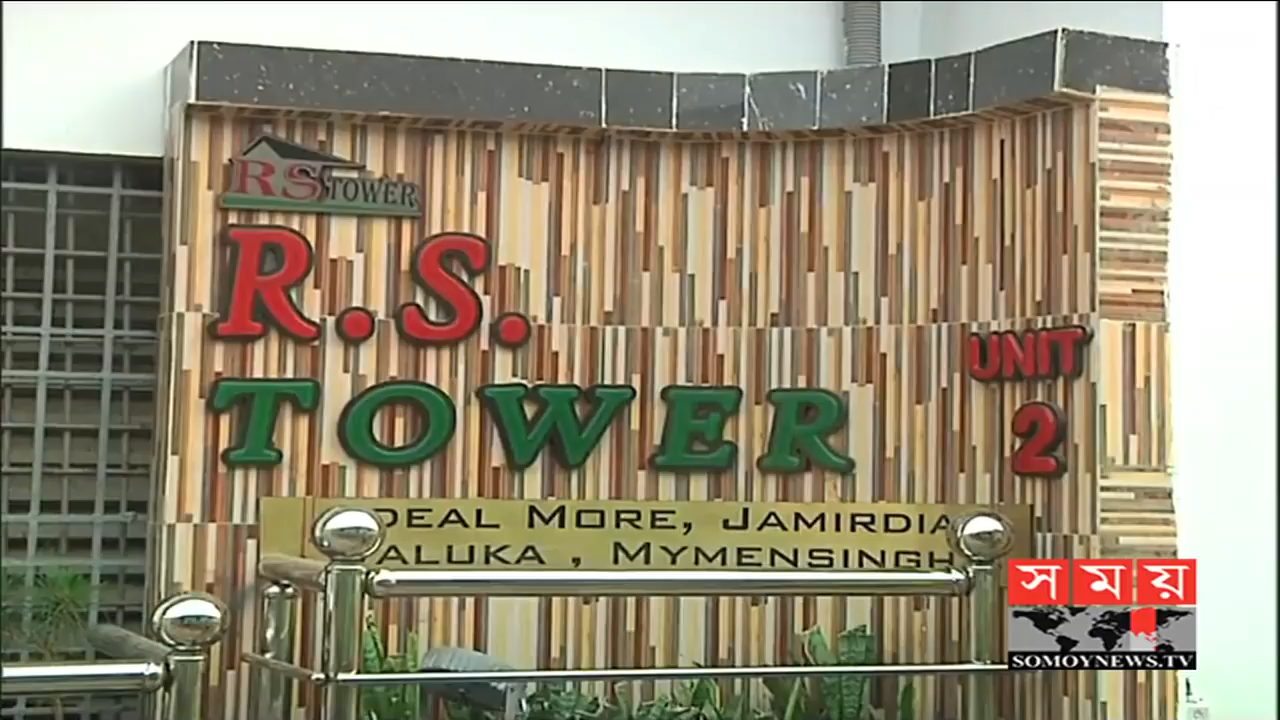 RS TOWER
R.S.
TOWER
UNIT
2
DEAL MORE, JAMIRDIA
ALUKA , MYMENSINGH
সময়
SOMOYNEWS.TV